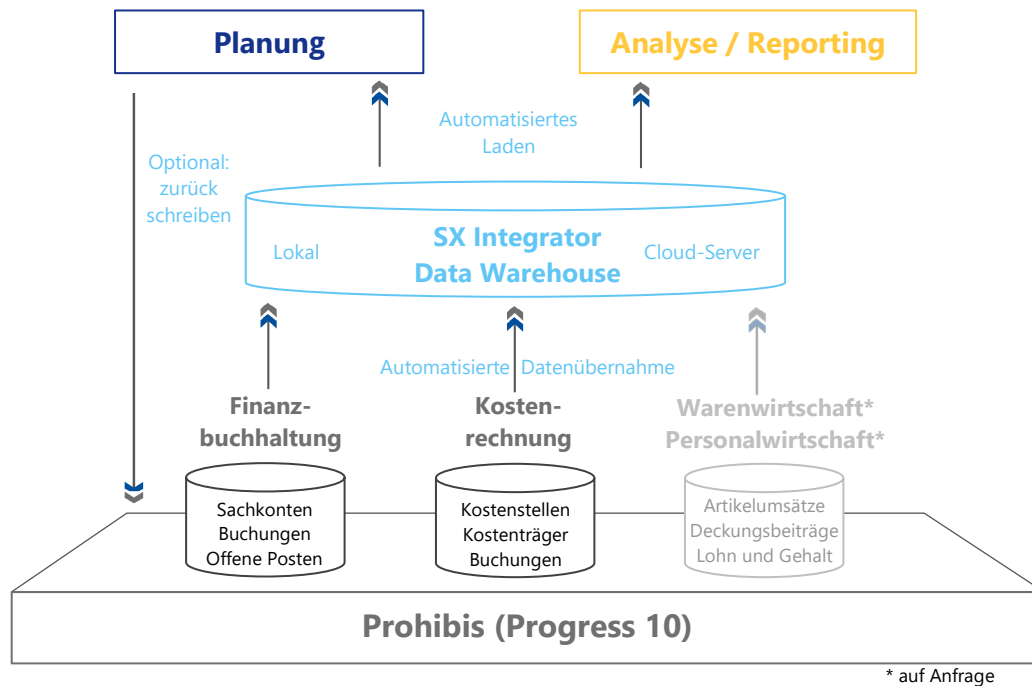 Planung
Analyse / Reporting
Automatisiertes
Laden
Optional:
zurück
schreiben
Lokal
SX Integrator
Data Warehouse
Cloud-Server
Automatisierte Datenübernahme
Finanz-
buchhaltung
Kosten-
rechnung
Warenwirtschaft*
Personalwirtschaft*
Sachkonten
Buchungen
Offene Posten
Kostenstellen
Kostenträger
Buchungen
Artikelumsätze
Deckungsbeiträge
Lohn und Gehalt
Prohibis (Progress 10)
* auf Anfrage